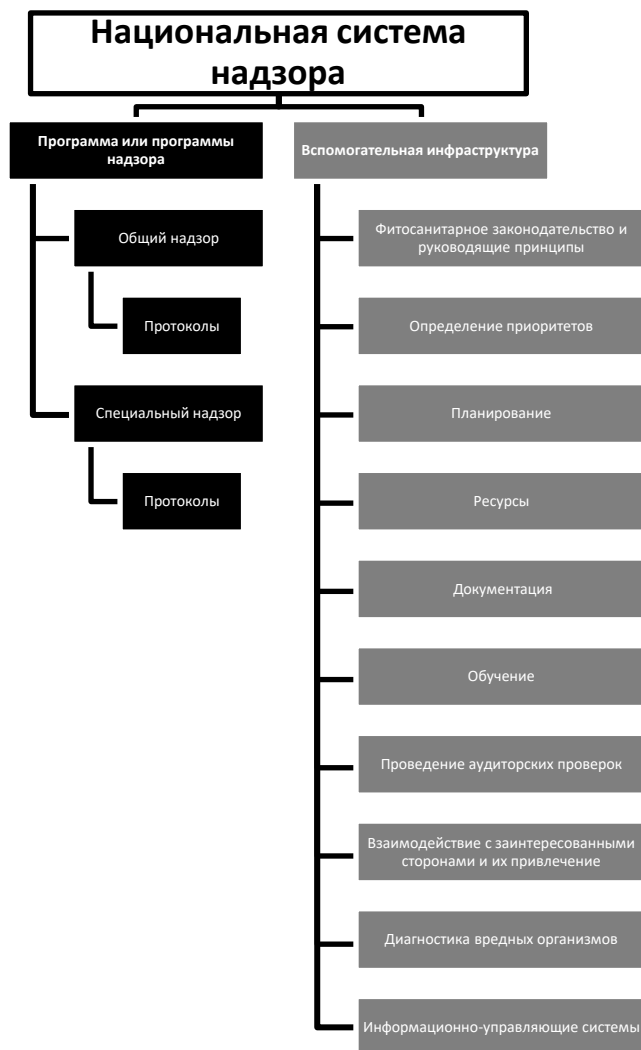 Национальная система
надзора
Программа или программы
надзора
Общий надзор
Протоколы
Специальный надзор
Протоколы
Вспомогательная инфраструктура
Фитосанитарное законодательство и
руководящие принципы
Определение приоритетов
Планирование
Ресурсы
Документация
Обучение
Проведение аудиторских проверок
Взаимодействие с заинтересованными
сторонами и их привлечение
Диагностика вредных организмов
Информационно-управляющие системы